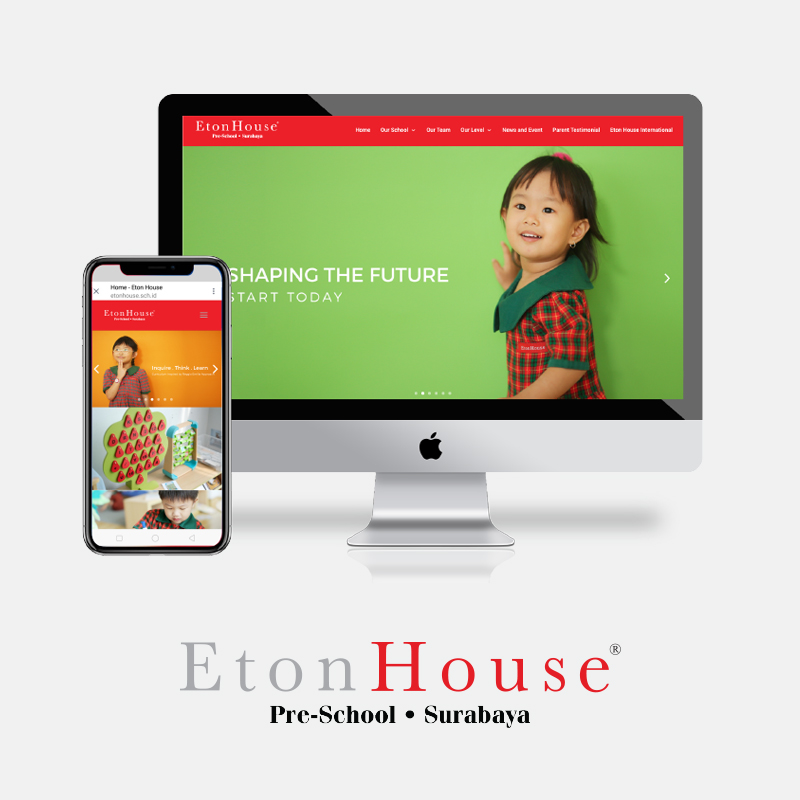 EtonHouse®
Pre-School • Surabaya
Home Our School Our Team Our Level News and Event Parent Testimonial Eton House International
SHAPING THE FUTURE
START TODAY
EtonHouse
Home - Eton House
etonhouse.sch.id
EtonHouse®
Pre-School • Surabaya
Inquire . Think . Learn
EtonHouse®
Pre-School • Surabaya